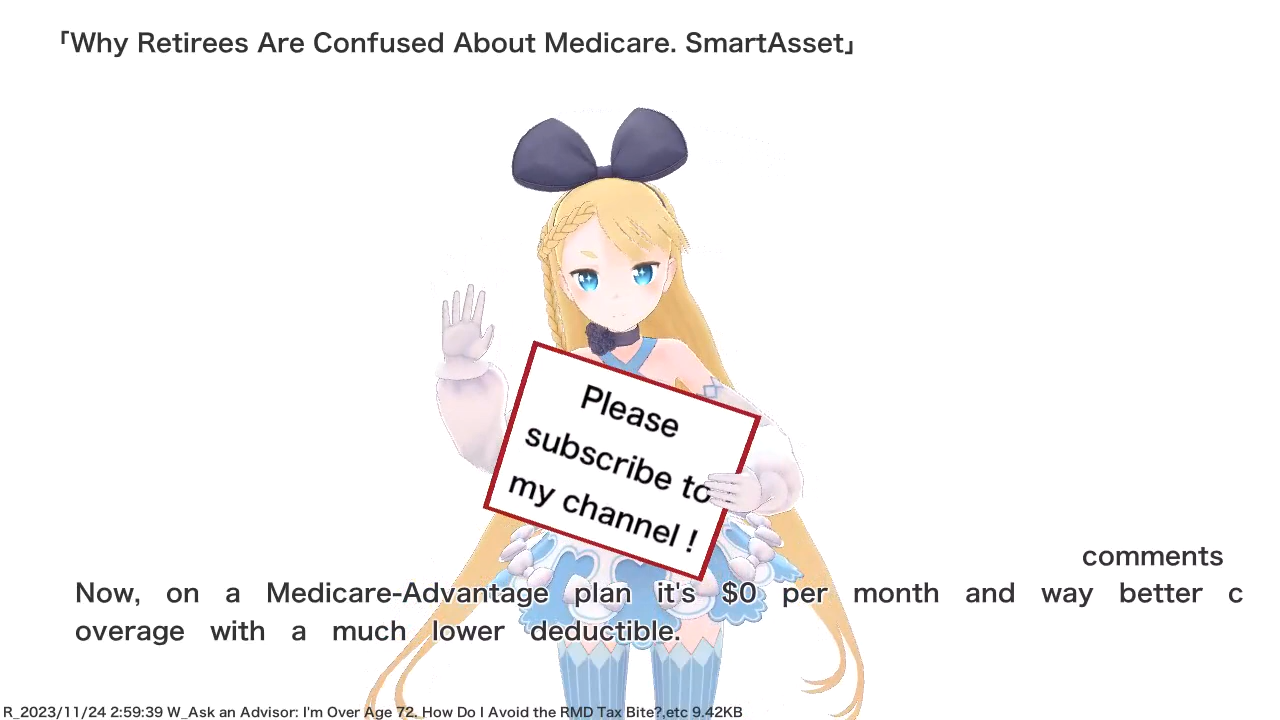 「Why Retirees Are Confused About Medicare. SmartAsset」
Please
subscribe to
my channel !
comments
Now, on a Medicare-Advantage plan it's $0 per month and way better c
overage with a much lower deductible.
R_2023/11/24 2:59:39 W_Ask an Advisor: I'm Over Age 72. How Do I Avoid the RMD Tax Bite?,etc 9.42KB